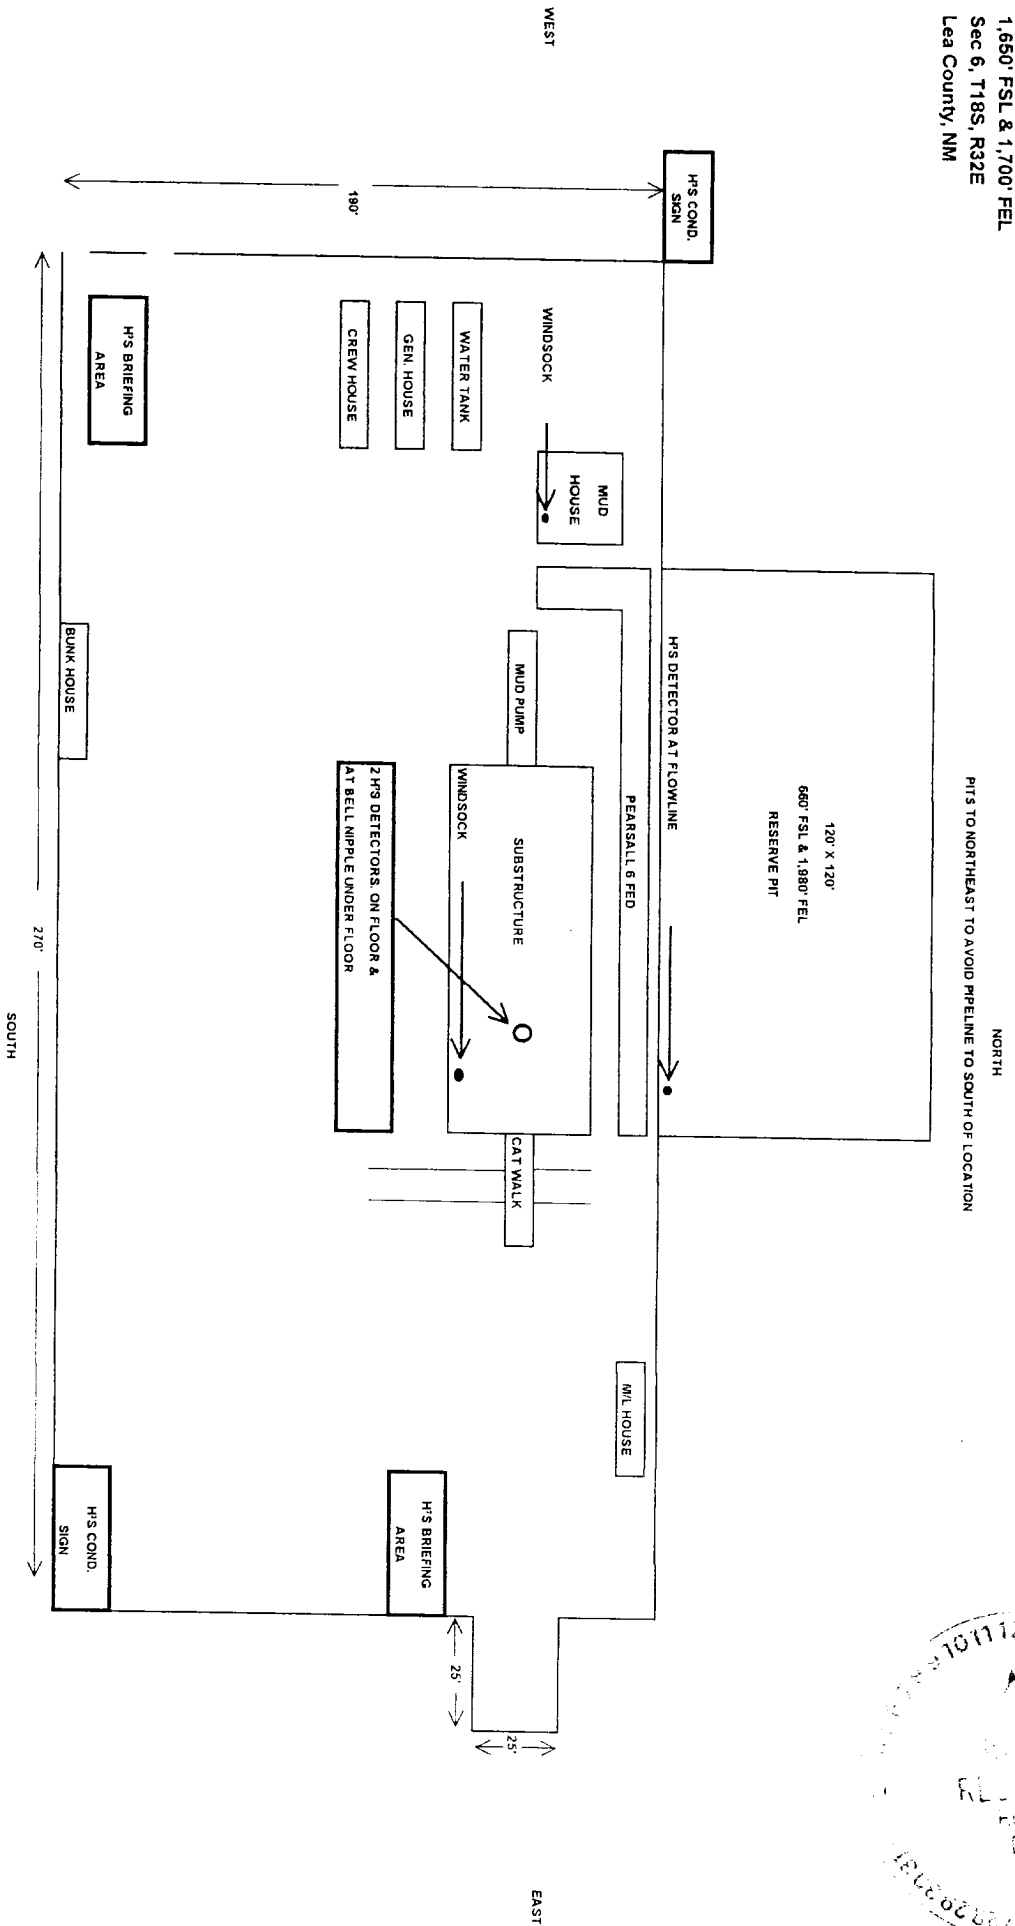 1,650' FSL & 1,700' FEL
Sec 6, T18S, R32E
Lea County, NM
NORTH
PITS TO NORTHEAST TO AVOID PIPELINE TO SOUTH OF LOCATION
120' X 120'
660' FSL & 1,980' FEL
RESERVE PIT
H²S COND.
SIGN
H²S DETECTOR AT FLOWLINE
PEARSALL 6 FED
M/L HOUSE
MUD
HOUSE
WEST
WINDSOCK
MUD PUMP
SUBSTRUCTURE
CAT WALK
EAST
25'
25'
WATER TANK
WINDSOCK
GEN. HOUSE
H²S BRIEFING
AREA
2 H²S DETECTORS. ON FLOOR &
AT BELL NIPPLE UNDER FLOOR
CREW HOUSE
190'
H²S BRIEFING
AREA
BUNK HOUSE
H²S COND.
SIGN
270'
SOUTH